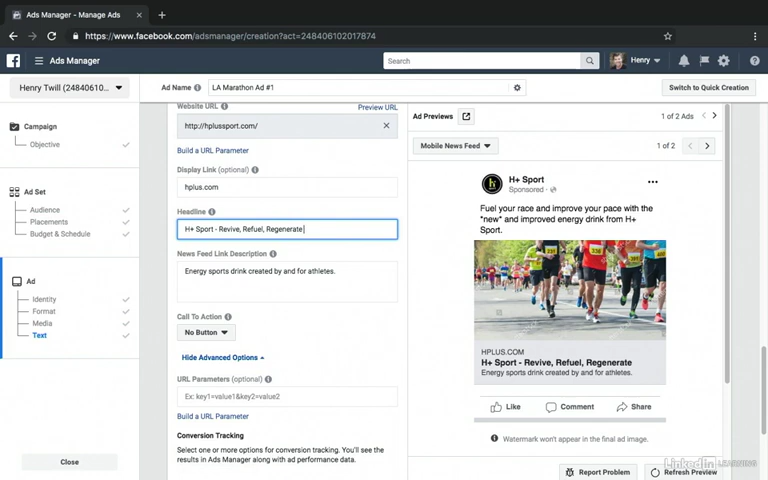 Ads Manager - Manage Ads
https://www.facebook.com/adsmanager/creation?act=248406102017874
Ads Manager
Search
Henry
Henry Twill (2484061020...
Ad Name
LA Marathon Ad #1
Switch to Quick Creation
Campaign
Objective
Ad Set
Audience
Placements
Budget & Schedule
Ad
Identity
Format
Media
Text
Close
Website URL
Preview URL
http://hplussport.com/
Build a URL Parameter
Display Link (optional)
hplus.com
Headline
H+ Sport - Revive, Refuel, Regenerate
News Feed Link Description
Energy sports drink created by and for athletes.
Call To Action
No Button
Hide Advanced Options
URL Parameters (optional)
Ex: key1=value1&key2=value2
Build a URL Parameter
Conversion Tracking
Select one or more options for conversion tracking. You'll see the
results in Ads Manager along with ad performance data.
Ad Previews
1 of 2 Ads
Mobile News Feed
1 of 2
H+ Sport
Sponsored
Fuel your race and improve your pace with the
*new* and improved energy drink from H+
Sport.
HPLUS.COM
H+ Sport - Revive, Refuel, Regenerate
Energy sports drink created by and for athletes.
Like
Comment
Share
Watermark won't appear in the final ad image.
Report Problem
Refresh Preview
LinkedIn LEARNING